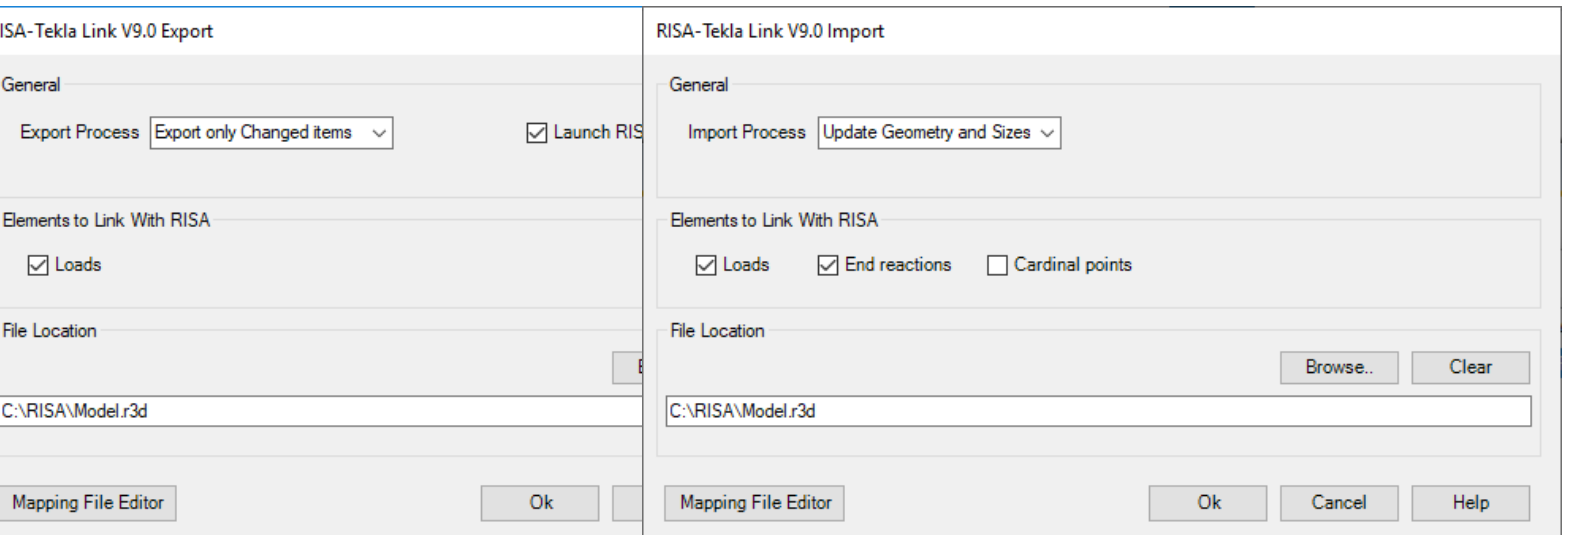 ISA-Tekla Link V9.0 Export
General
Export Process Export only Changed items Launch RIS
Elements to Link With RISA
Loads
File Location
C:\RISA\Model.r3d
Mapping File Editor Ok
RISA-Tekla Link V9.0 Import
General
Import Process Update Geometry and Sizes
Elements to Link With RISA
Loads End reactions Cardinal points
File Location
Browse.. Clear
C:\RISA\Model.r3d
Mapping File Editor Ok Cancel Help